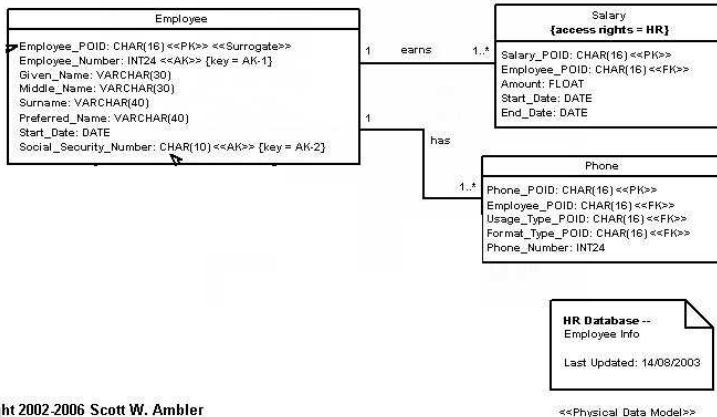 Employee
Employee_POID: CHAR(16) <<PK>> <<Surrogate>>
Employee_Number: INT24 <<AK>> {key = AK-1}
Given_Name: VARCHAR(30)
Middle_Name: VARCHAR(30)
Surname: VARCHAR(40)
Preferred_Name: VARCHAR(40)
Start_Date: DATE
Social_Security_Number: CHAR(10) <<AK>> {key = AK-2}
1 earns 1..*
Salary
{access rights = HR}
Salary_POID: CHAR(16) <<PK>>
Employee_POID: CHAR(16) <<FK>>
Amount: FLOAT
Start_Date: DATE
End_Date: DATE
1
has
1..*
Phone
Phone_POID: CHAR(16) <<PK>>
Employee_POID: CHAR(16) <<FK>>
Usage_Type_POID: CHAR(16) <<FK>>
Format_Type_POID: CHAR(16) <<FK>>
Phone_Number: INT24
HR Database --
Employee Info
Last Updated: 14/08/2003
ht 2002-2006 Scott W. Ambler
<<Physical Data Model>>